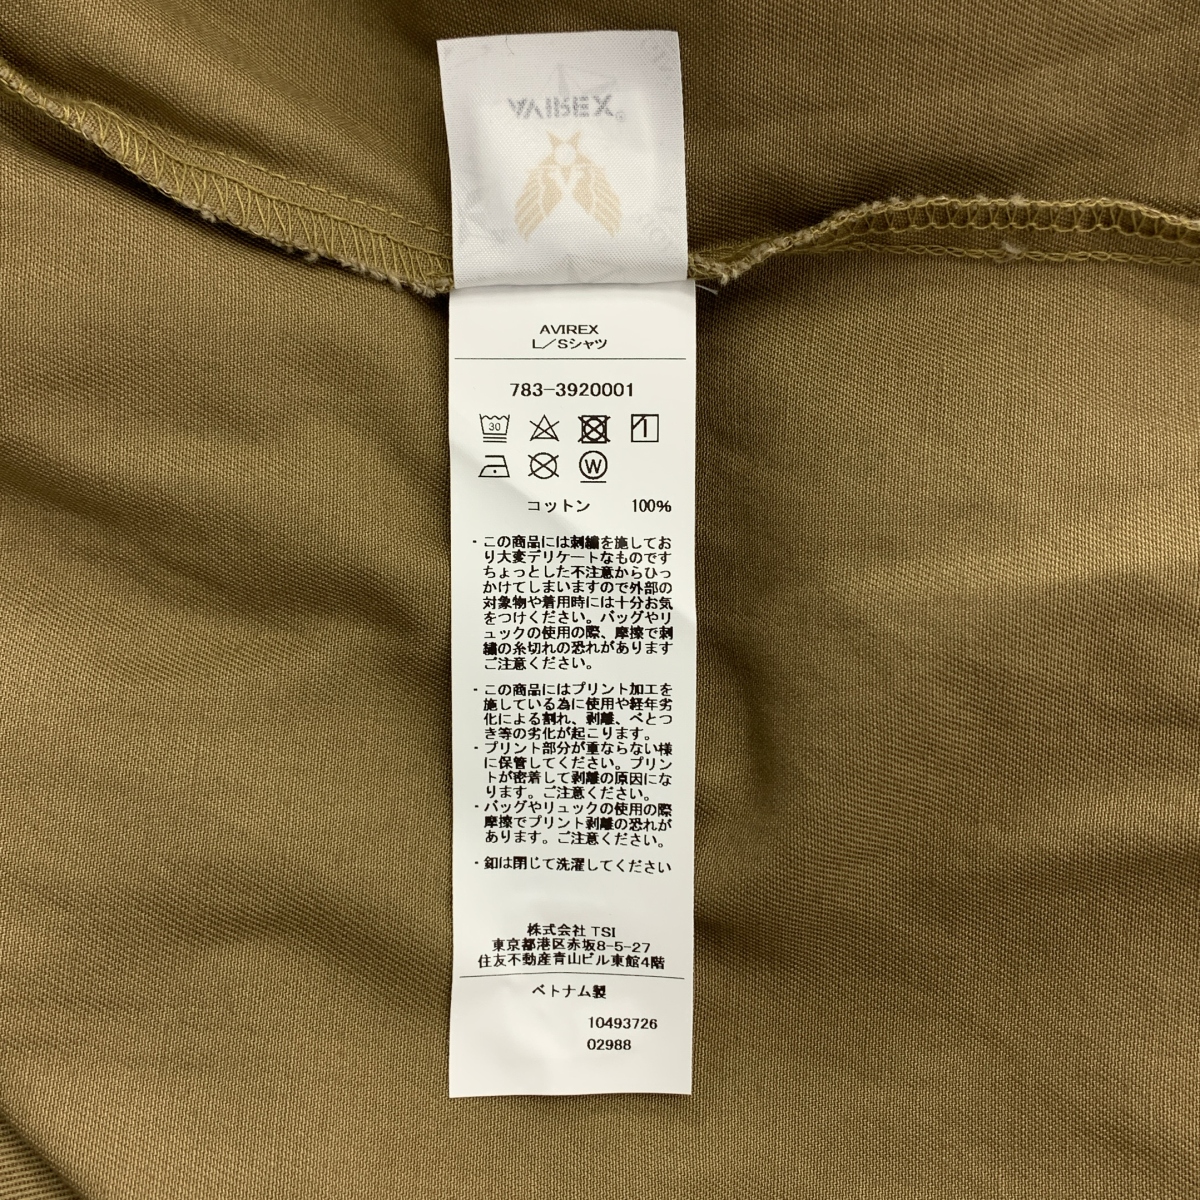 AVIREX®
AVIREX
L／Sシャツ
783-3920001
30
W
コットン 100%
・この商品には刺繍を施してお
り大変デリケートなものです
ちょっとした不注意からひっ
かけてしまいますので外部の
対象物や着用時には十分お気
をつけください。バッグやリ
ュックの使用の際、摩擦で刺
繍の糸切れの恐れがあります
ご注意ください。
・この商品にはプリント加工を
施している為に使用や経年劣
化による割れ、剥離、べとつ
き等の劣化が起こります。
・プリント部分が重ならない様
に保管してください。プリン
トが密着して剥離の原因にな
ります。ご注意ください。
・バッグやリュックの使用の際
摩擦でプリント剥離の恐れが
あります。ご注意ください。
・釦は閉じて洗濯してください
株式会社 TSI
東京都港区赤坂8-5-27
住友不動産青山ビル東館4階
ベトナム製
10493726
02988